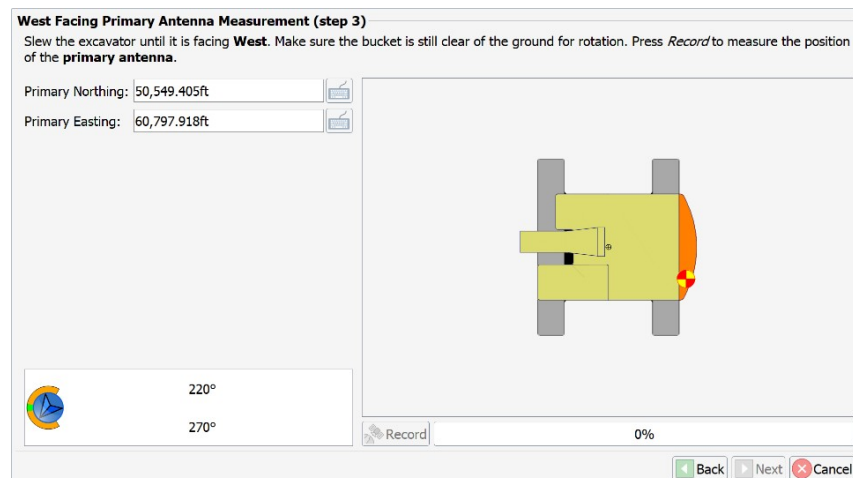 West Facing Primary Antenna Measurement (step 3)
Slew the excavator until it is facing West. Make sure the bucket is still clear of the ground for rotation. Press Record to measure the position
of the primary antenna.
Primary Northing: 50,549.405ft
Primary Easting: 60,797.918ft
220°
270°
Record 0%
Back Next Cancel